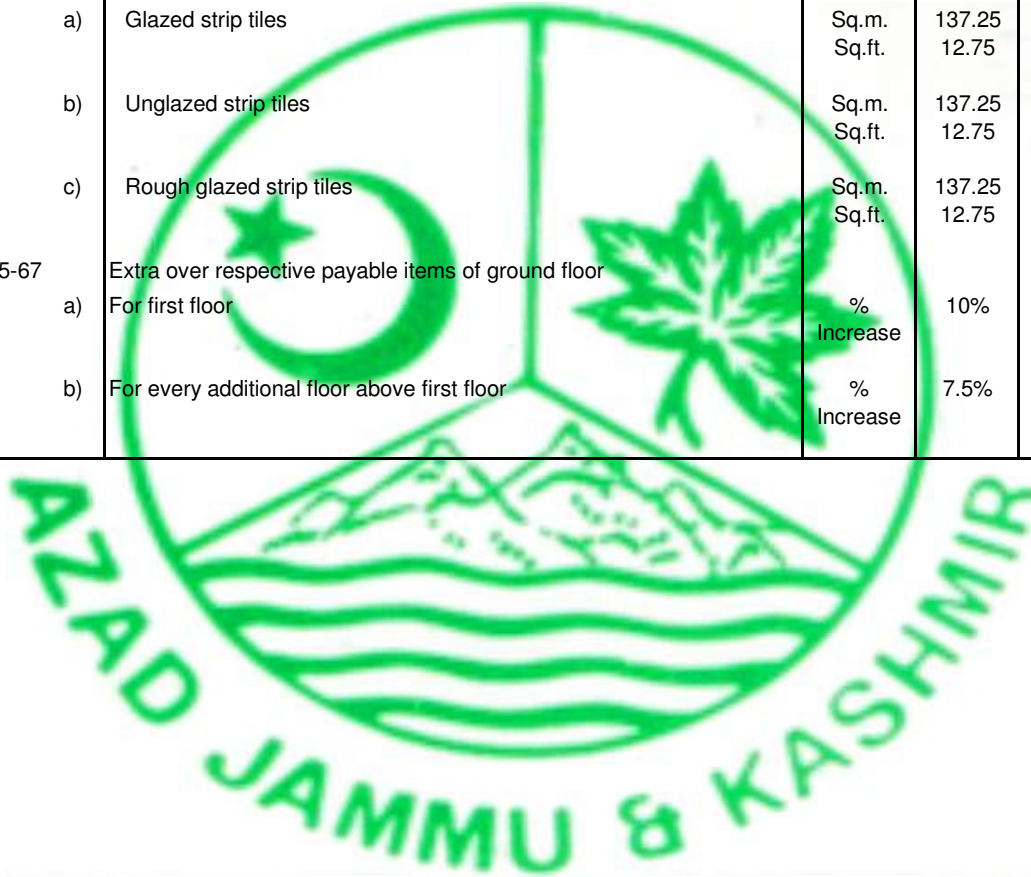 a) Glazed strip tiles Sq.m. 137.25
Sq.ft. 12.75
b) Unglazed strip tiles Sq.m. 137.25
Sq.ft. 12.75
c) Rough glazed strip tiles Sq.m. 137.25
Sq.ft. 12.75
5-67 Extra over respective payable items of ground floor
a) For first floor % 10%
Increase
b) For every additional floor above first floor % 7.5%
Increase
AZAD JAMMU & KASHMIR